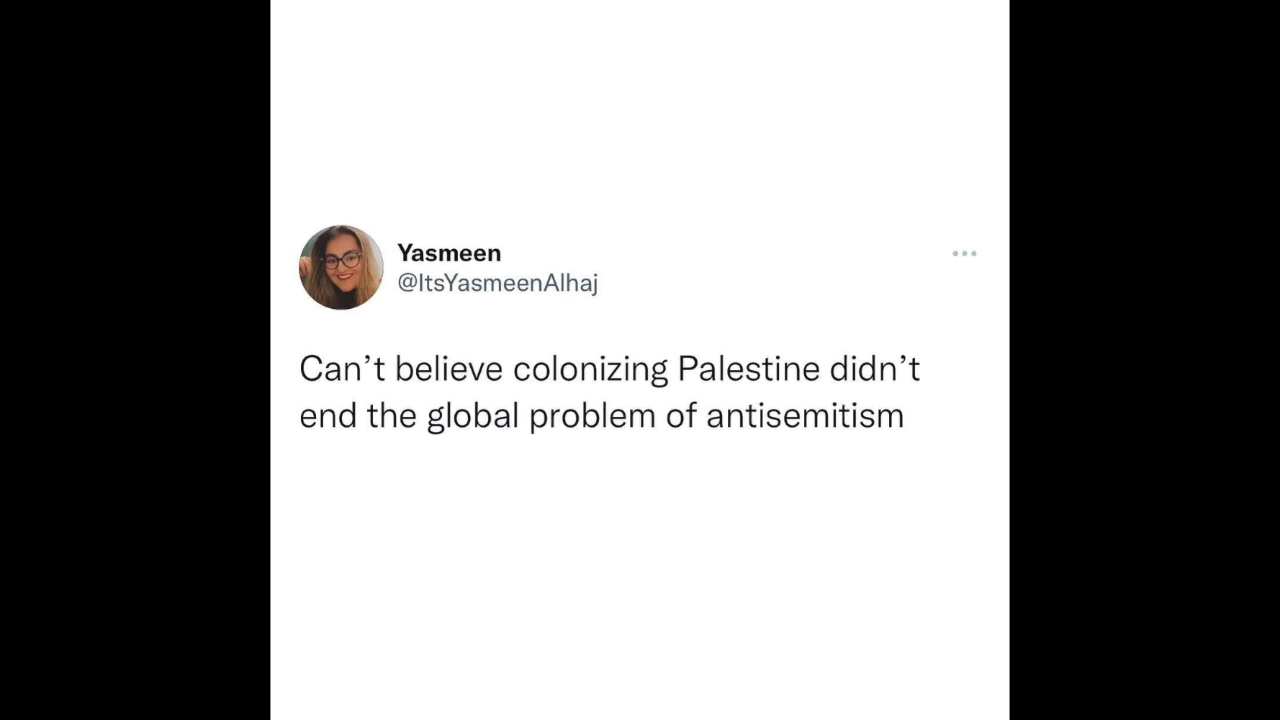 Yasmeen
@ItsYasmeenAlhaj
Can’t believe colonizing Palestine didn’t
end the global problem of antisemitism